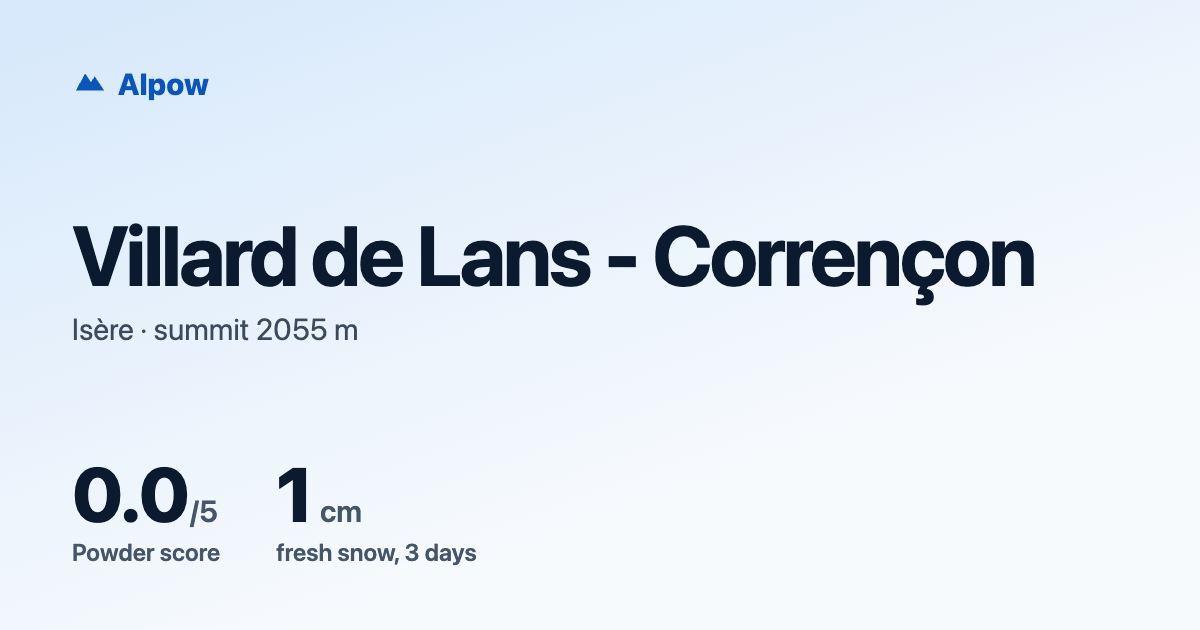 Alpow
Villard de Lans - Corrençon
Isère · summit 2055 m
0.0/5
Powder score
1 cm
fresh snow, 3 days